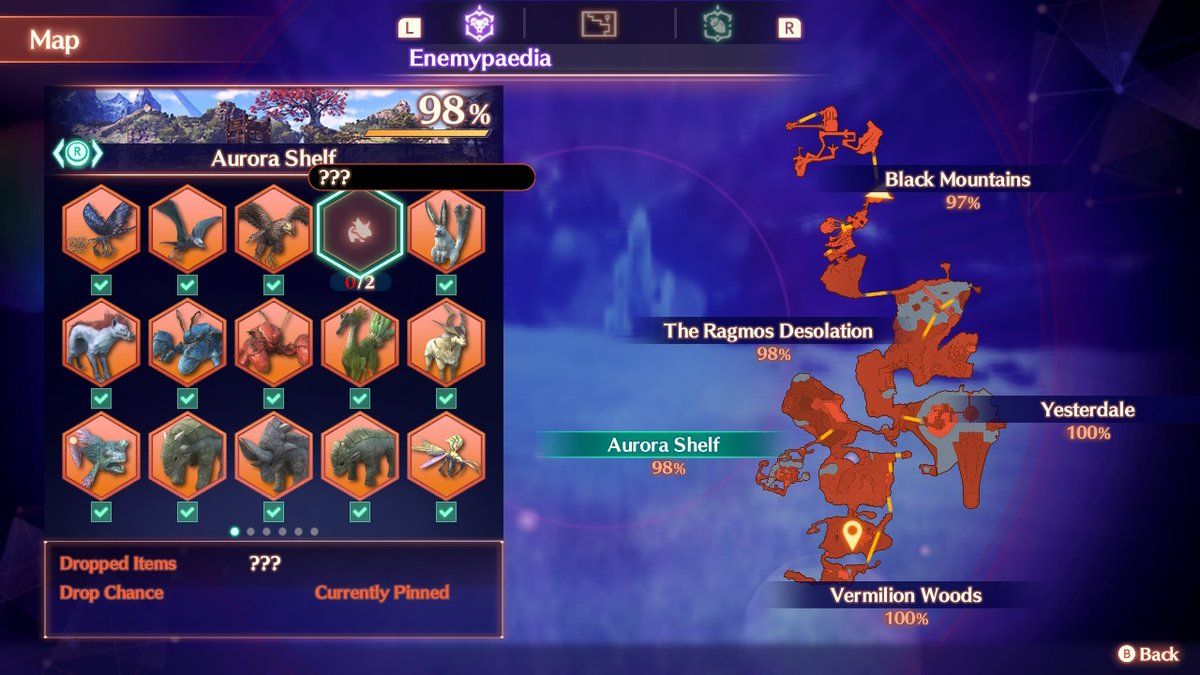 Map
L
R
Enemypaedia
98%
R
Aurora Shelf
???
0/2
Dropped Items ???
Drop Chance Currently Pinned
Black Mountains
97%
The Ragmos Desolation
98%
Yesterdale
100%
Aurora Shelf
98%
Vermilion Woods
100%
B Back